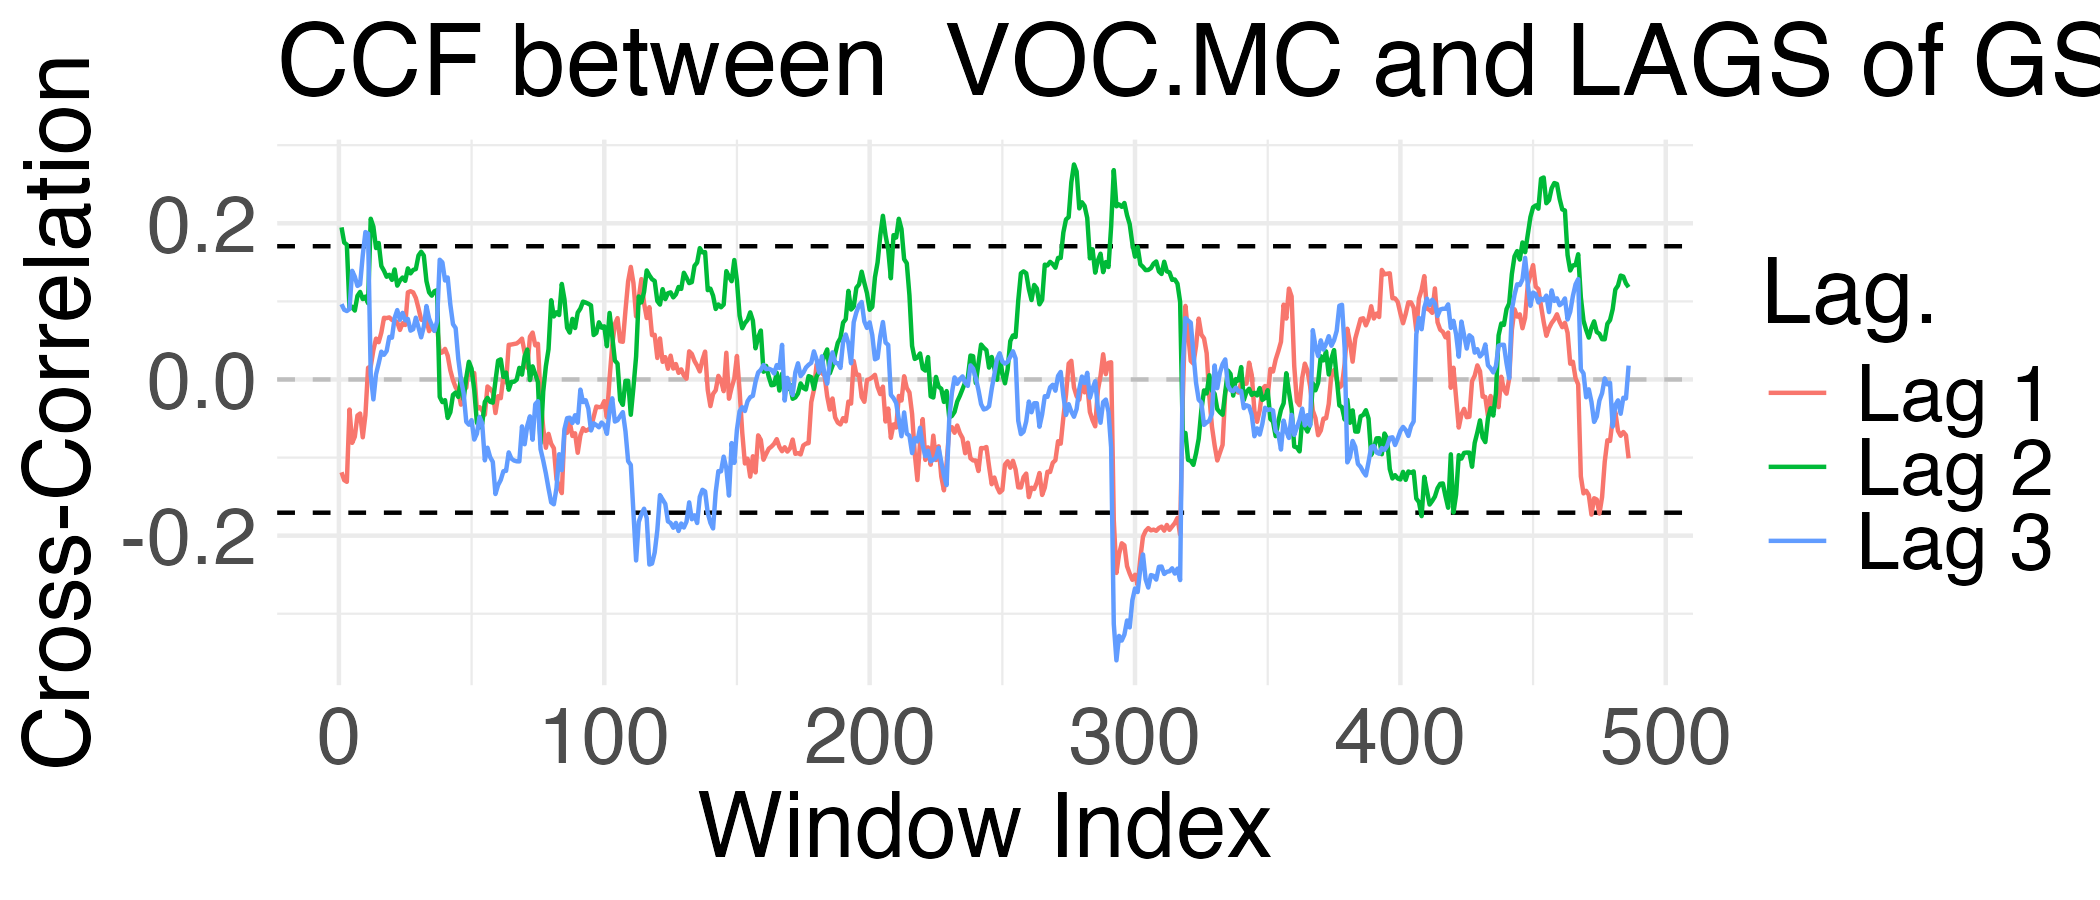 CCF between  VOC.MC and LAGS of GS
Cross-Correlation
0.2
0.0
-0.2
0
100
200
300
400
500
Window Index
Lag.
Lag 1
Lag 2
Lag 3